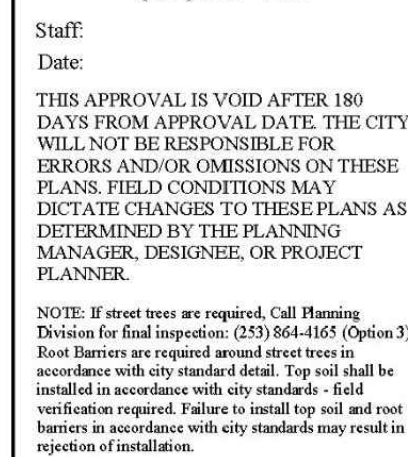 Staff:
Date:
THIS APPROVAL IS VOID AFTER 180
DAYS FROM APPROVAL DATE. THE CITY
WILL NOT BE RESPONSIBLE FOR
ERRORS AND/OR OMISSIONS ON THESE
PLANS. FIELD CONDITIONS MAY
DICTATE CHANGES TO THESE PLANS AS
DETERMINED BY THE PLANNING
MANAGER, DESIGNEE, OR PROJECT
PLANNER.
NOTE: If street trees are required, Call Planning
Division for final inspection: (253) 864-4165 (Option 3)
Root Barriers are required around street trees in
accordance with city standard detail. Top soil shall be
installed in accordance with city standards - field
verification required. Failure to install top soil and root
barriers in accordance with city standards may result in
rejection of installation.